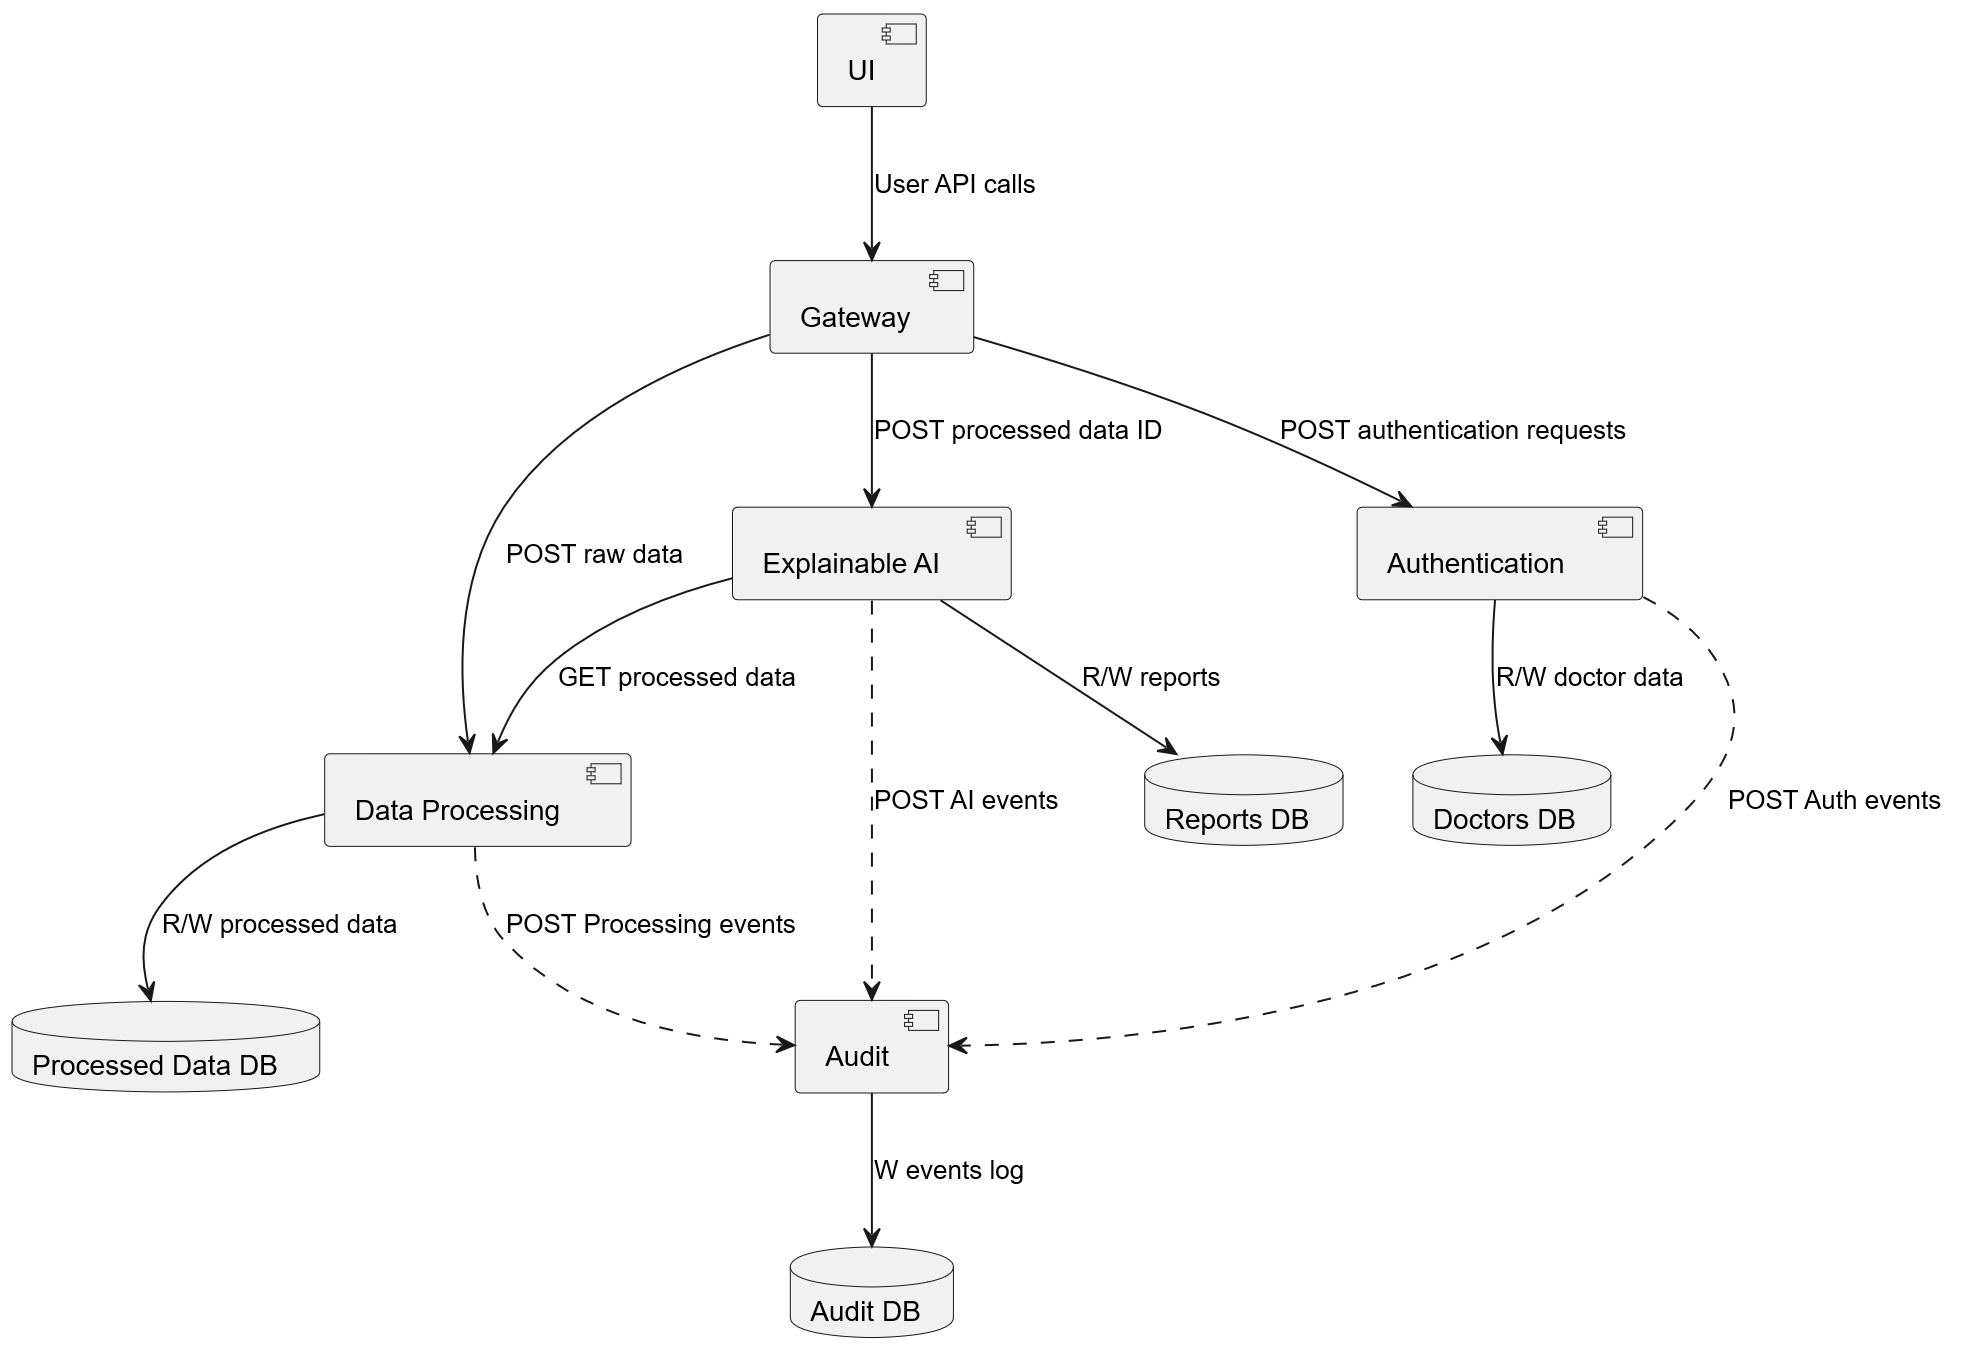 UI
User API calls
Gateway
POST processed data ID
POST authentication requests
POST raw data
Explainable AI
Authentication
GET processed data
R/W reports
R/W doctor data
Data Processing
POST AI events
Reports DB
Doctors DB
POST Auth events
R/W processed data
POST Processing events
Processed Data DB
Audit
W events log
Audit DB